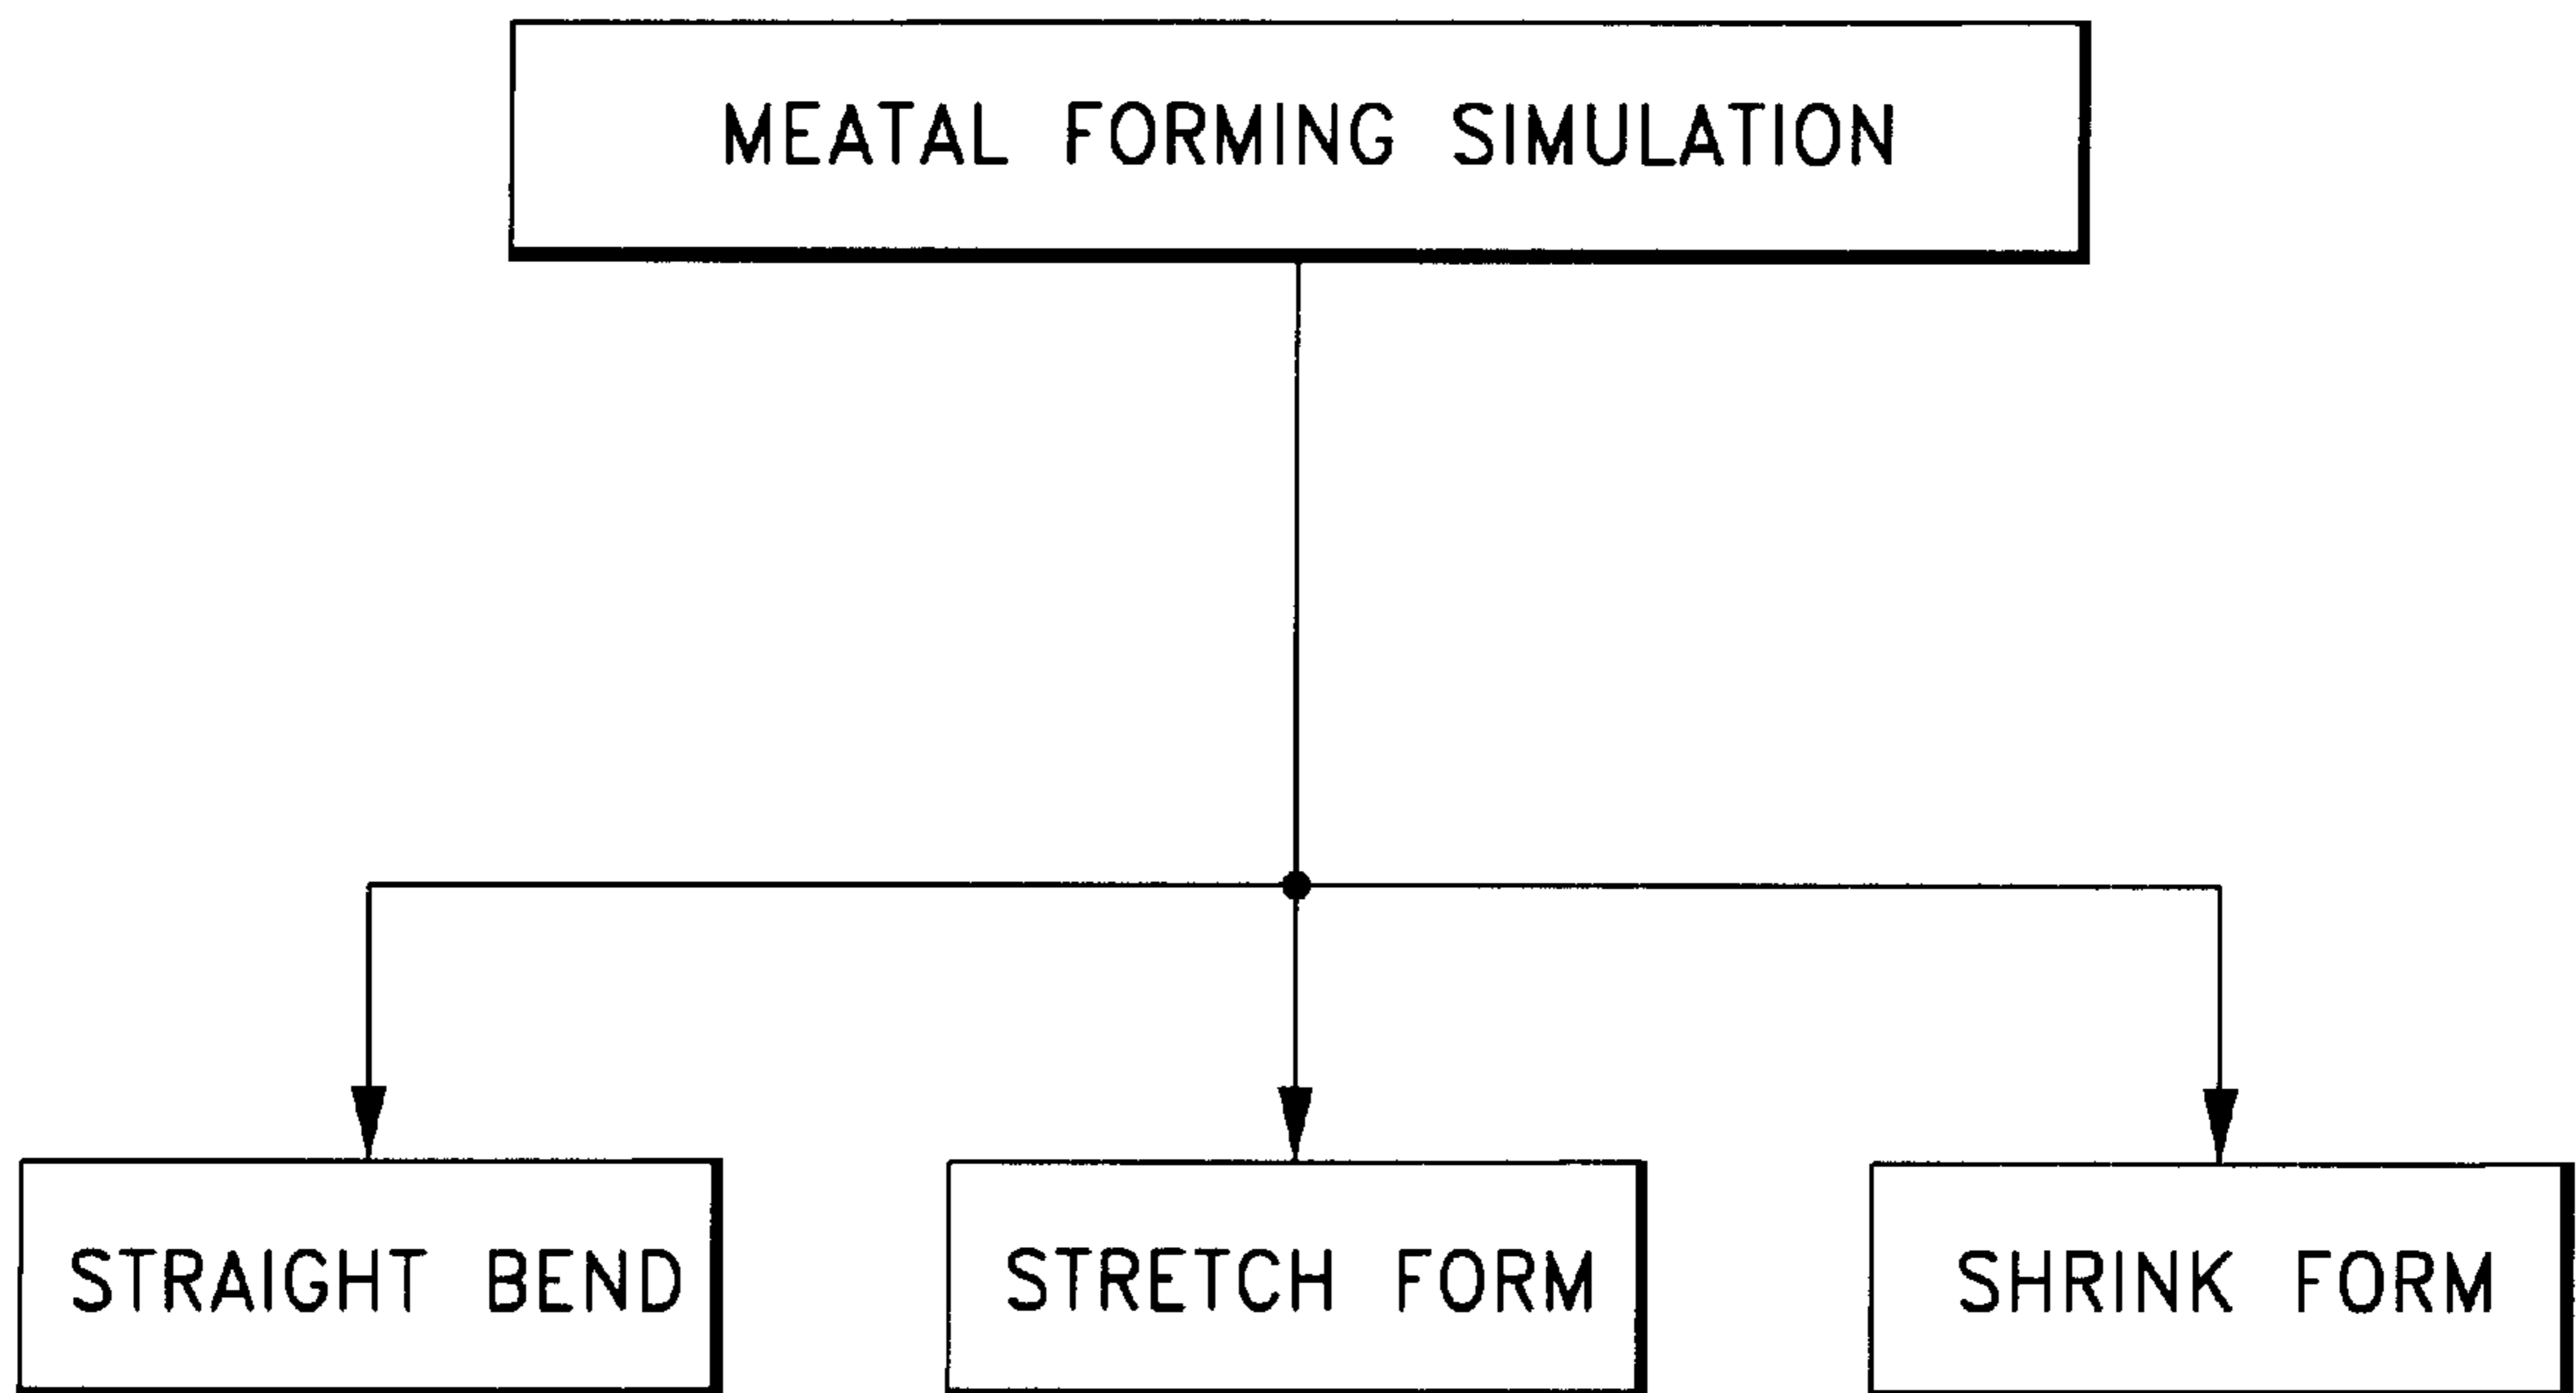 MEATAL FORMING SIMULATION
STRAIGHT BEND
STRETCH FORM
SHRINK FORM